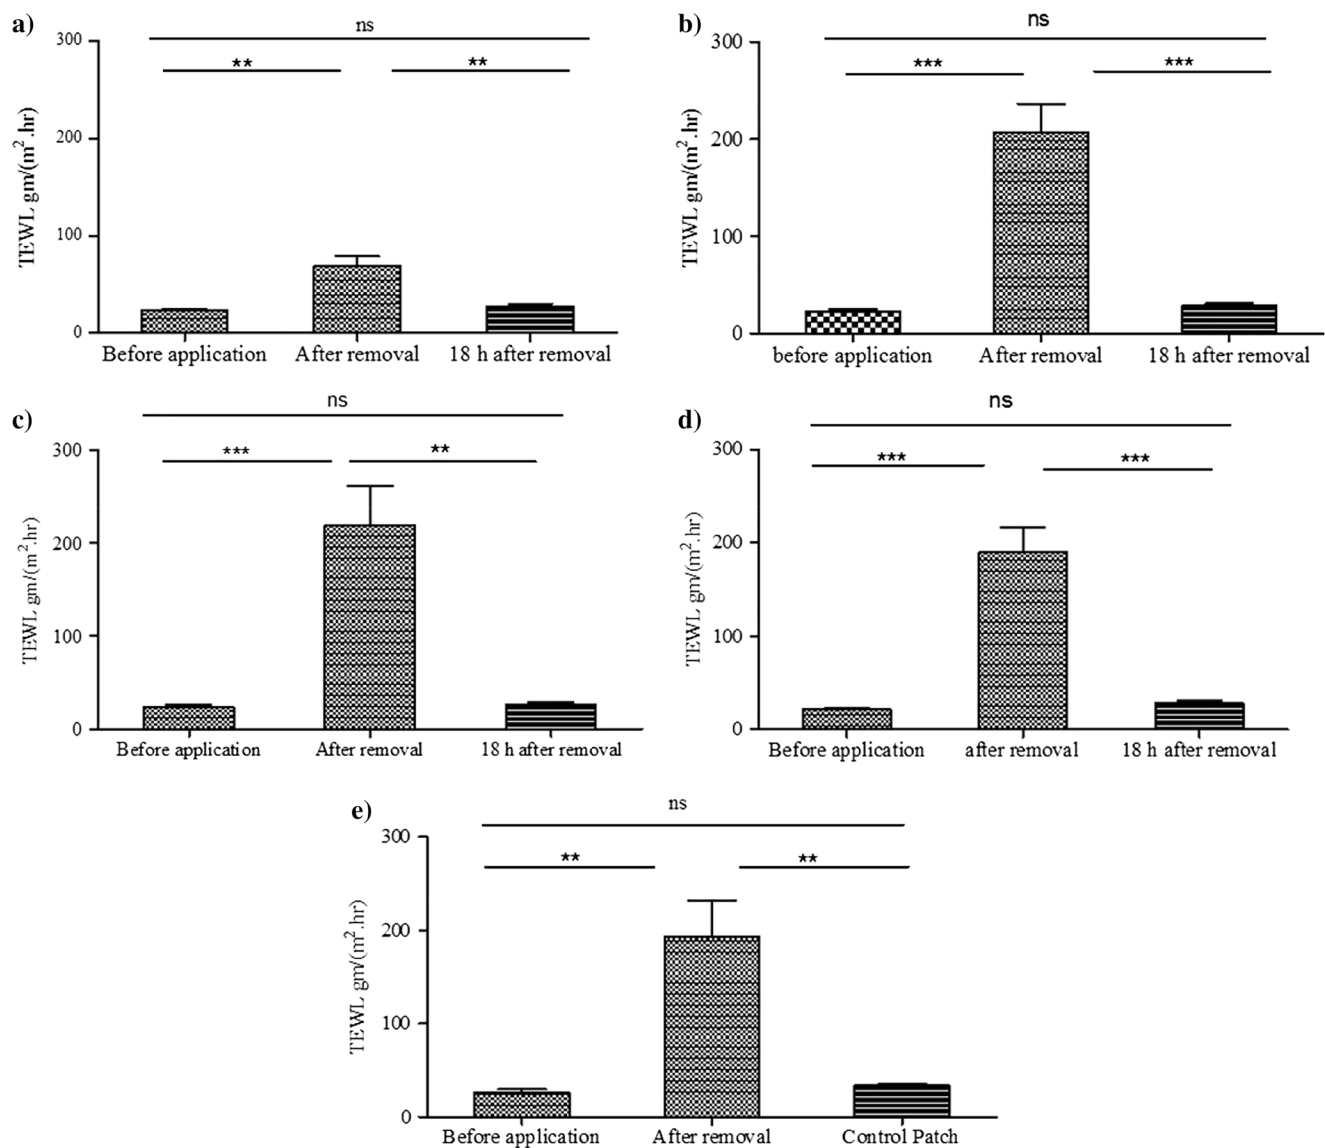 a)
ns
**
**
300
200
100
0
TEWL gm/(m².hr)
Before application
After removal
18 h after removal
b)
ns
***
***
300
200
100
0
TEWL gm/(m².hr)
before application
After removal
18 h after removal
c)
ns
***
**
300
200
100
0
TEWL gm/(m².hr)
Before application
After removal
18 h after removal
d)
ns
***
***
300
200
100
0
TEWL gm/(m².hr)
Before application
after removal
18 h after removal
e)
ns
**
**
300
200
100
0
TEWL gm/(m².hr)
Before application
After removal
Control Patch